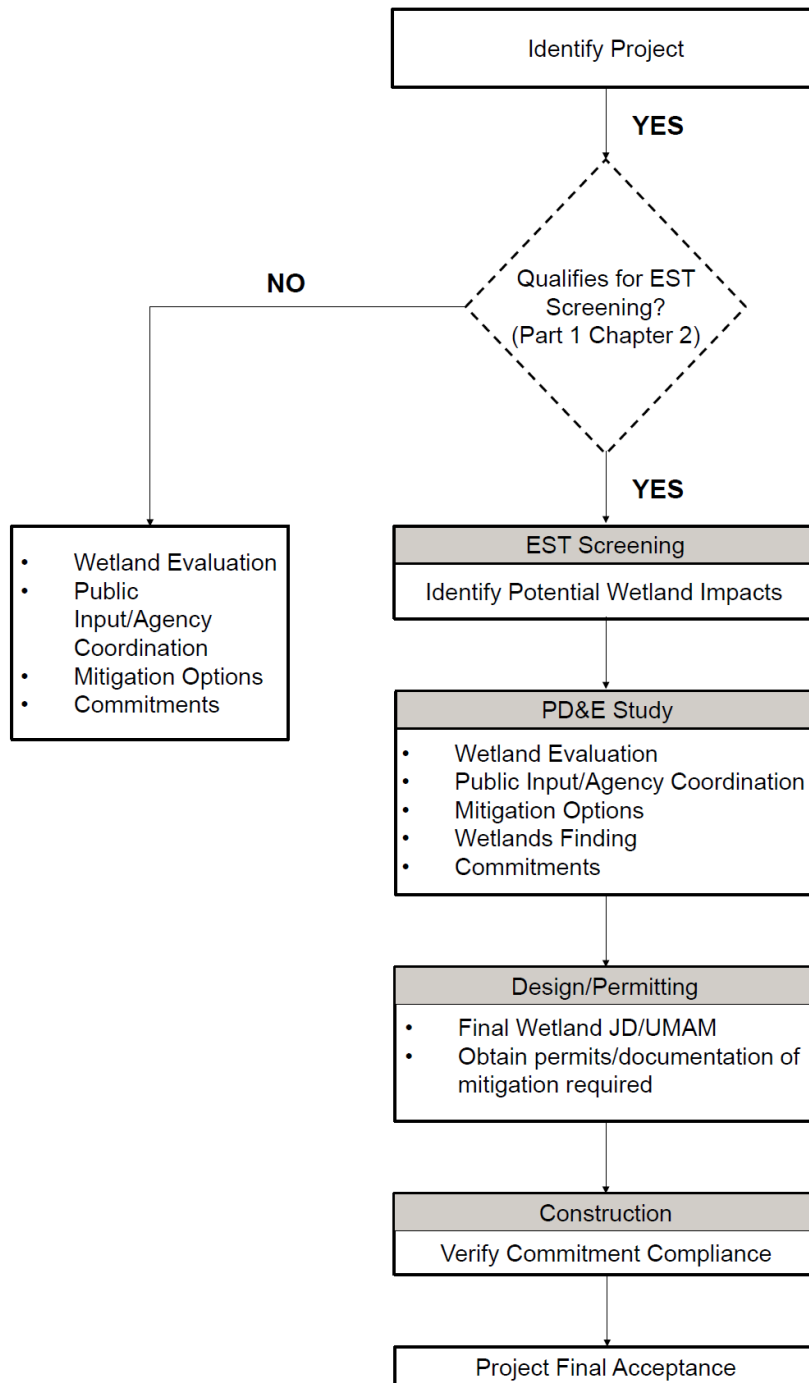 Identify Project
YES
Qualifies for EST
Screening?
(Part 1 Chapter 2)
NO
YES
• Wetland Evaluation
• Public
Input/Agency
Coordination
• Mitigation Options
• Commitments
EST Screening
Identify Potential Wetland Impacts
PD&E Study
• Wetland Evaluation
• Public Input/Agency Coordination
• Mitigation Options
• Wetlands Finding
• Commitments
Design/Permitting
• Final Wetland JD/UMAM
• Obtain permits/documentation of
mitigation required
Construction
Verify Commitment Compliance
Project Final Acceptance